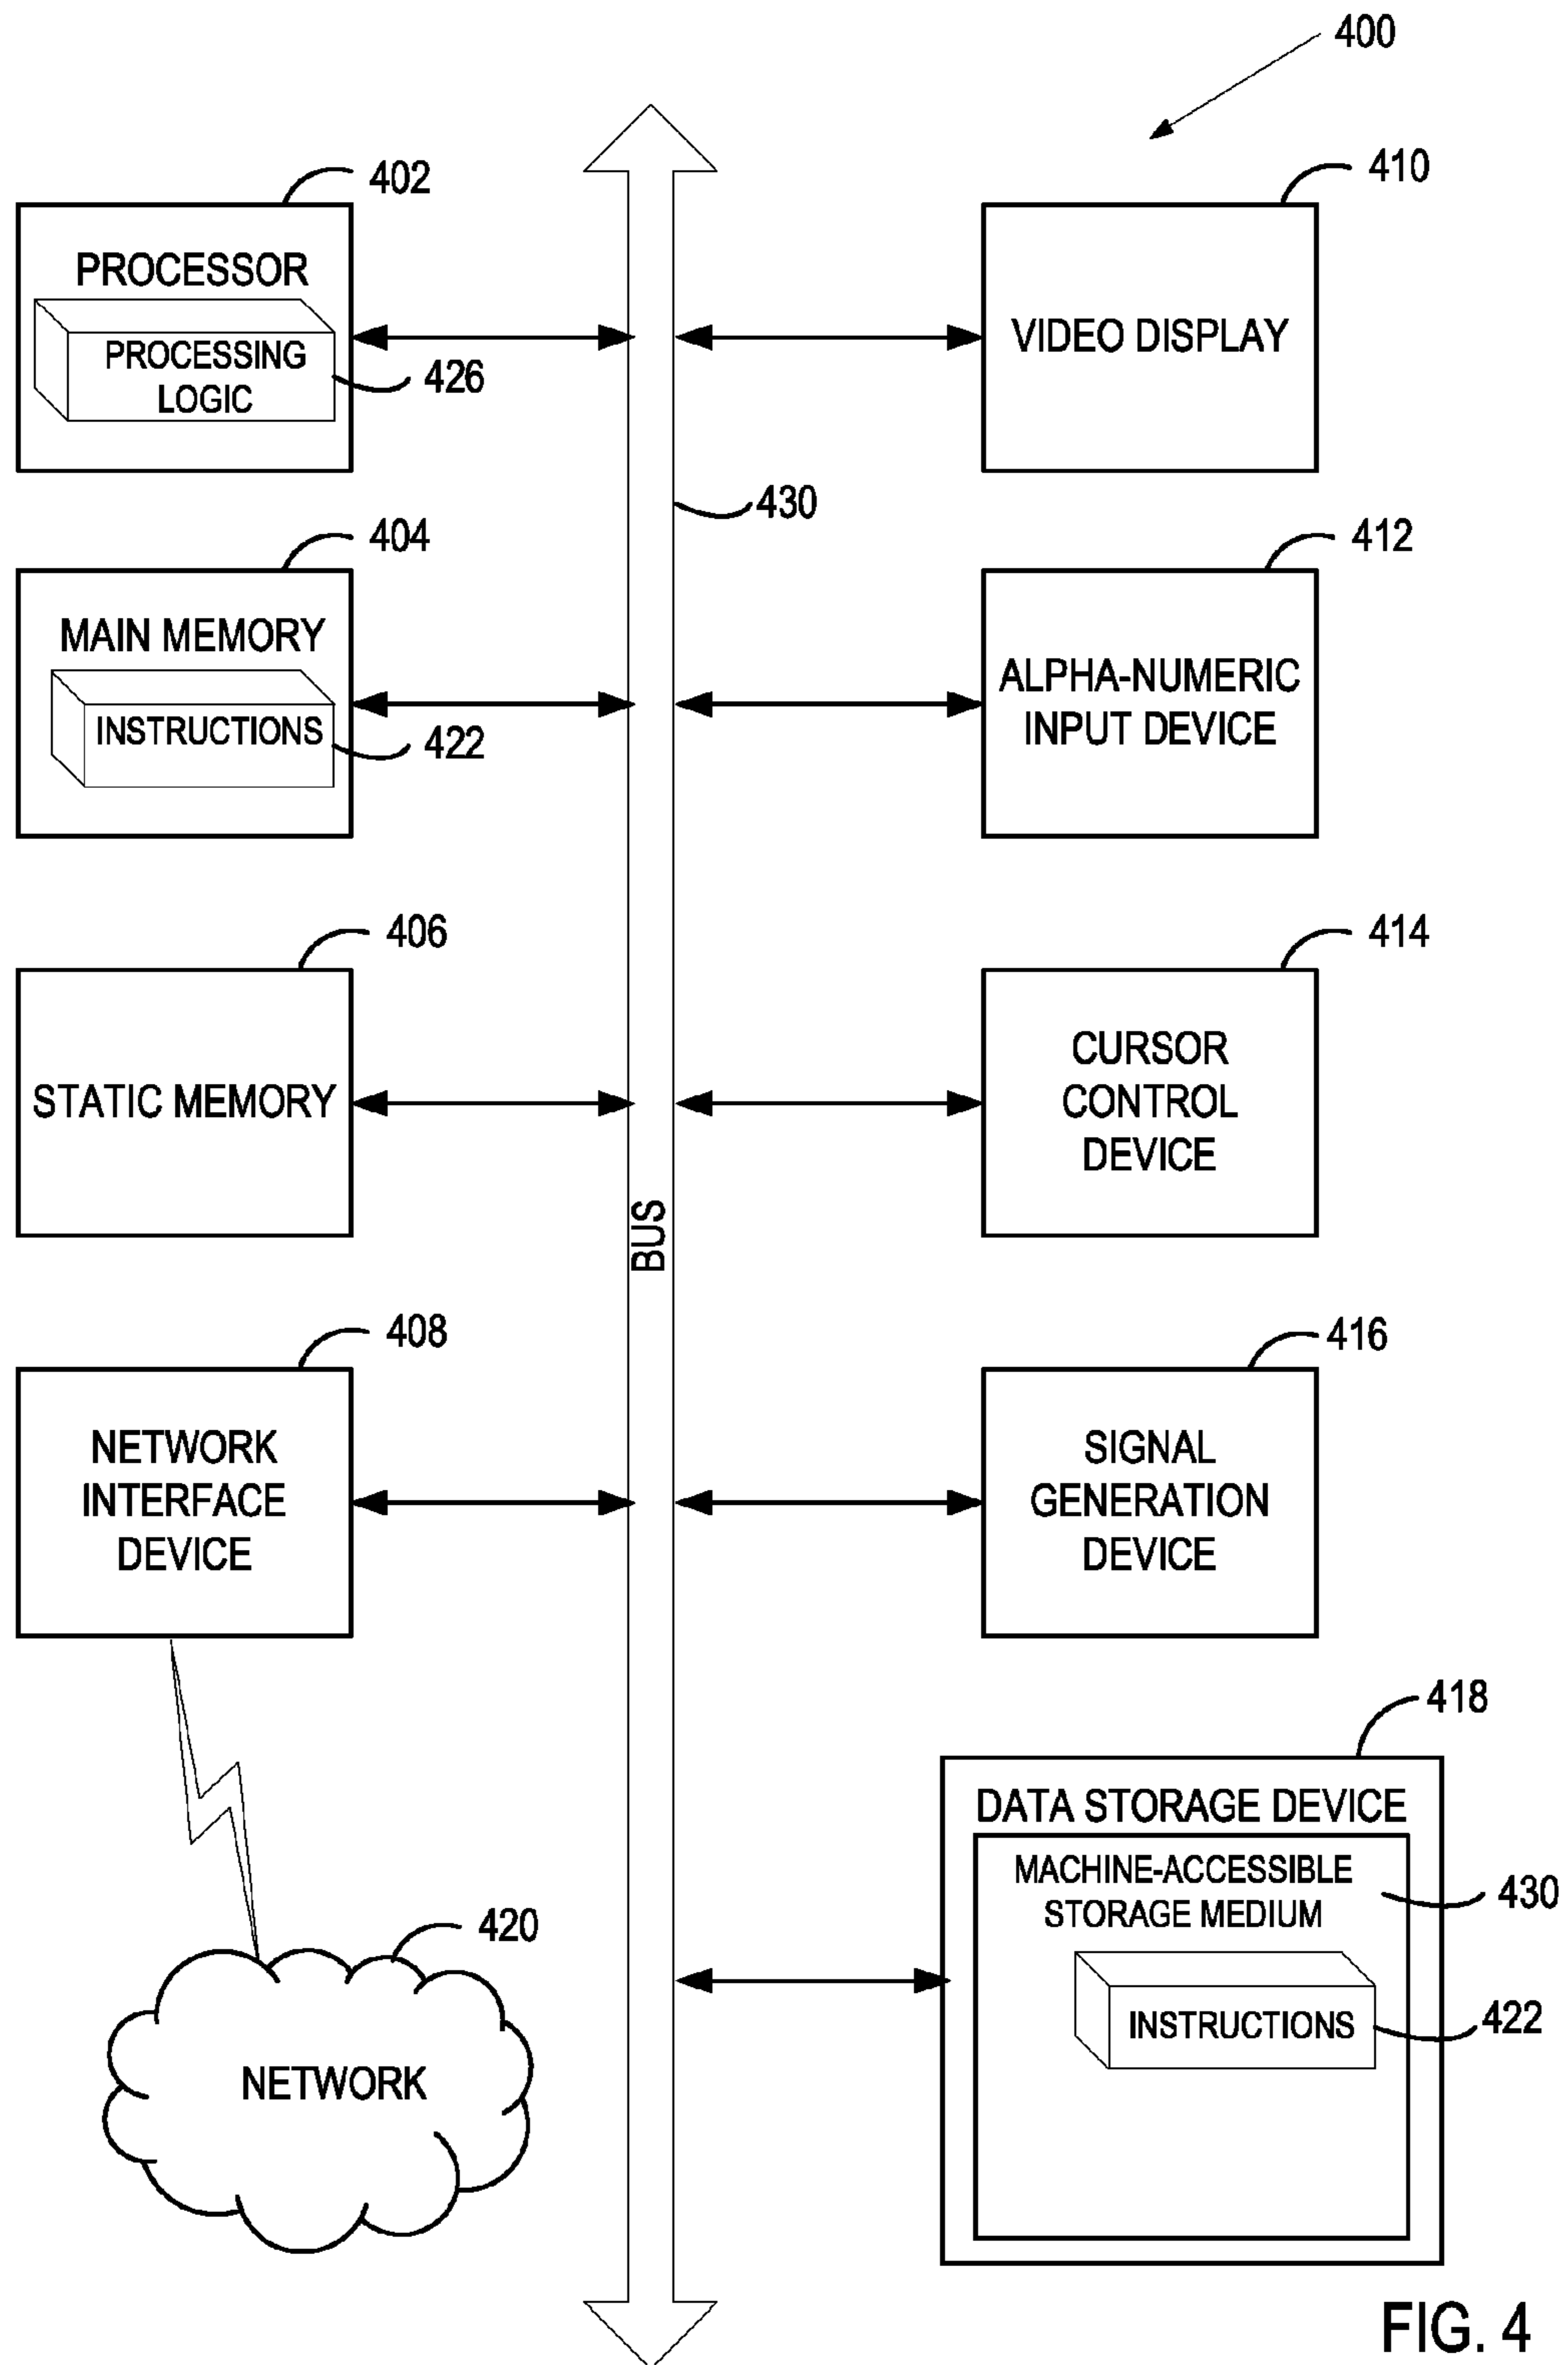 400
402
PROCESSOR
PROCESSING
LOGIC
426
410
VIDEO DISPLAY
430
404
MAIN MEMORY
INSTRUCTIONS
422
412
ALPHA-NUMERIC
INPUT DEVICE
406
STATIC MEMORY
414
CURSOR
CONTROL
DEVICE
BUS
408
NETWORK
INTERFACE
DEVICE
416
SIGNAL
GENERATION
DEVICE
418
DATA STORAGE DEVICE
MACHINE-ACCESSIBLE
STORAGE MEDIUM
430
INSTRUCTIONS
422
420
NETWORK
FIG. 4